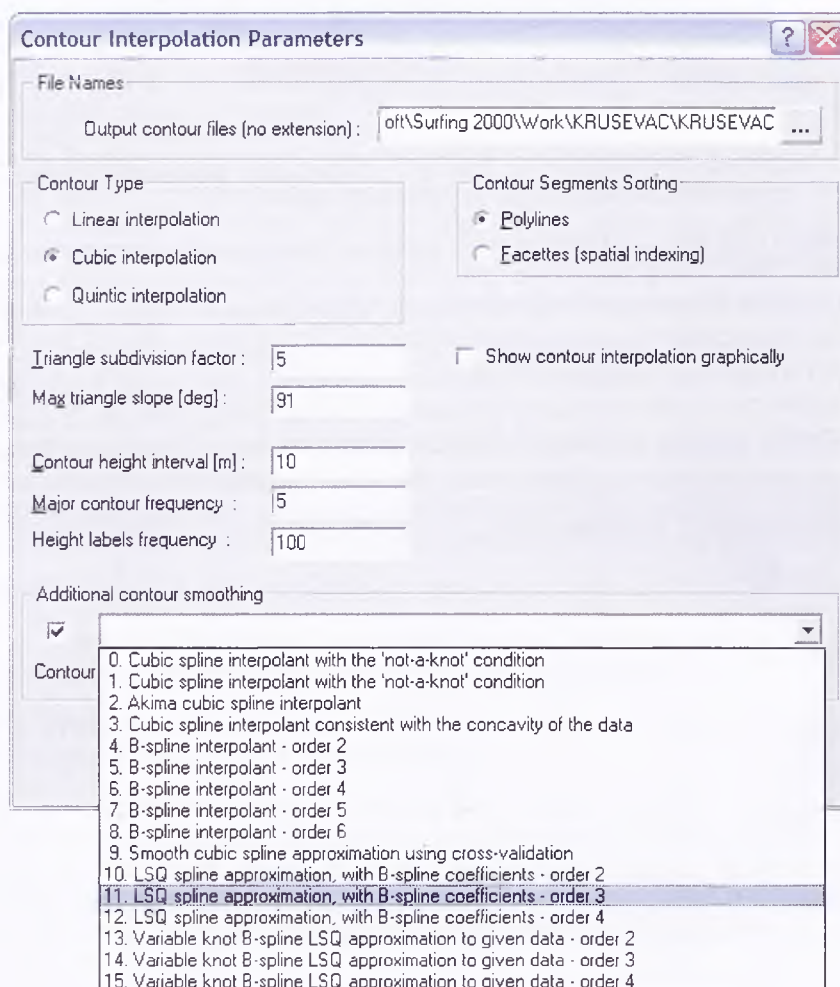 Contour Interpolation Parameters
?
File Names
Output contour files (no extension) : oft\Surfing 2000\Work\KRUSEVAC\KRUSEVAC ...
Contour Type
Linear interpolation
Cubic interpolation
Quintic interpolation
Contour Segments Sorting
Polylines
Facettes (spatial indexing)
Triangle subdivision factor : 5
Show contour interpolation graphically
Max triangle slope [deg] : 91
Contour height interval [m] : 10
Major contour frequency : 5
Height labels frequency : 100
Additional contour smoothing
Contour
0. Cubic spline interpolant with the 'not-a-knot' condition
1. Cubic spline interpolant with the 'not-a-knot' condition
2. Akima cubic spline interpolant
3. Cubic spline interpolant consistent with the concavity of the data
4. B-spline interpolant - order 2
5. B-spline interpolant - order 3
6. B-spline interpolant - order 4
7. B-spline interpolant - order 5
8. B-spline interpolant - order 6
9. Smooth cubic spline approximation using cross-validation
10. LSQ spline approximation, with B-spline coefficients - order 2
11. LSQ spline approximation, with B-spline coefficients - order 3
12. LSQ spline approximation, with B-spline coefficients - order 4
13. Variable knot B-spline LSQ approximation to given data - order 2
14. Variable knot B-spline LSQ approximation to given data - order 3
15. Variable knot B-spline LSQ approximation to given data - order 4